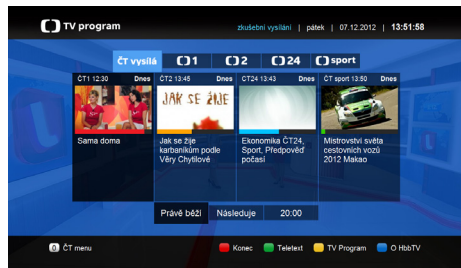 TV program
zkušební vysílání | pátek | 07.12.2012 | 13:51:58
ČT vysílá 1 2 24 sport
ČT1 12:30 Dnes
ČT2 13:45 Dnes
ČT24 13:43 Dnes
ČT sport 13:50 Dnes
JAK SE ŽIJE
Sama doma
Jak se žije
karbaníkům podle
Věry Chytilové
Ekonomika ČT24,
Sport, Předpověď
počasí
Mistrovství světa
cestovních vozů
2012 Makao
Právě běží Následuje 20:00
0 ČT menu
Konec Teletext TV Program O HbbTV